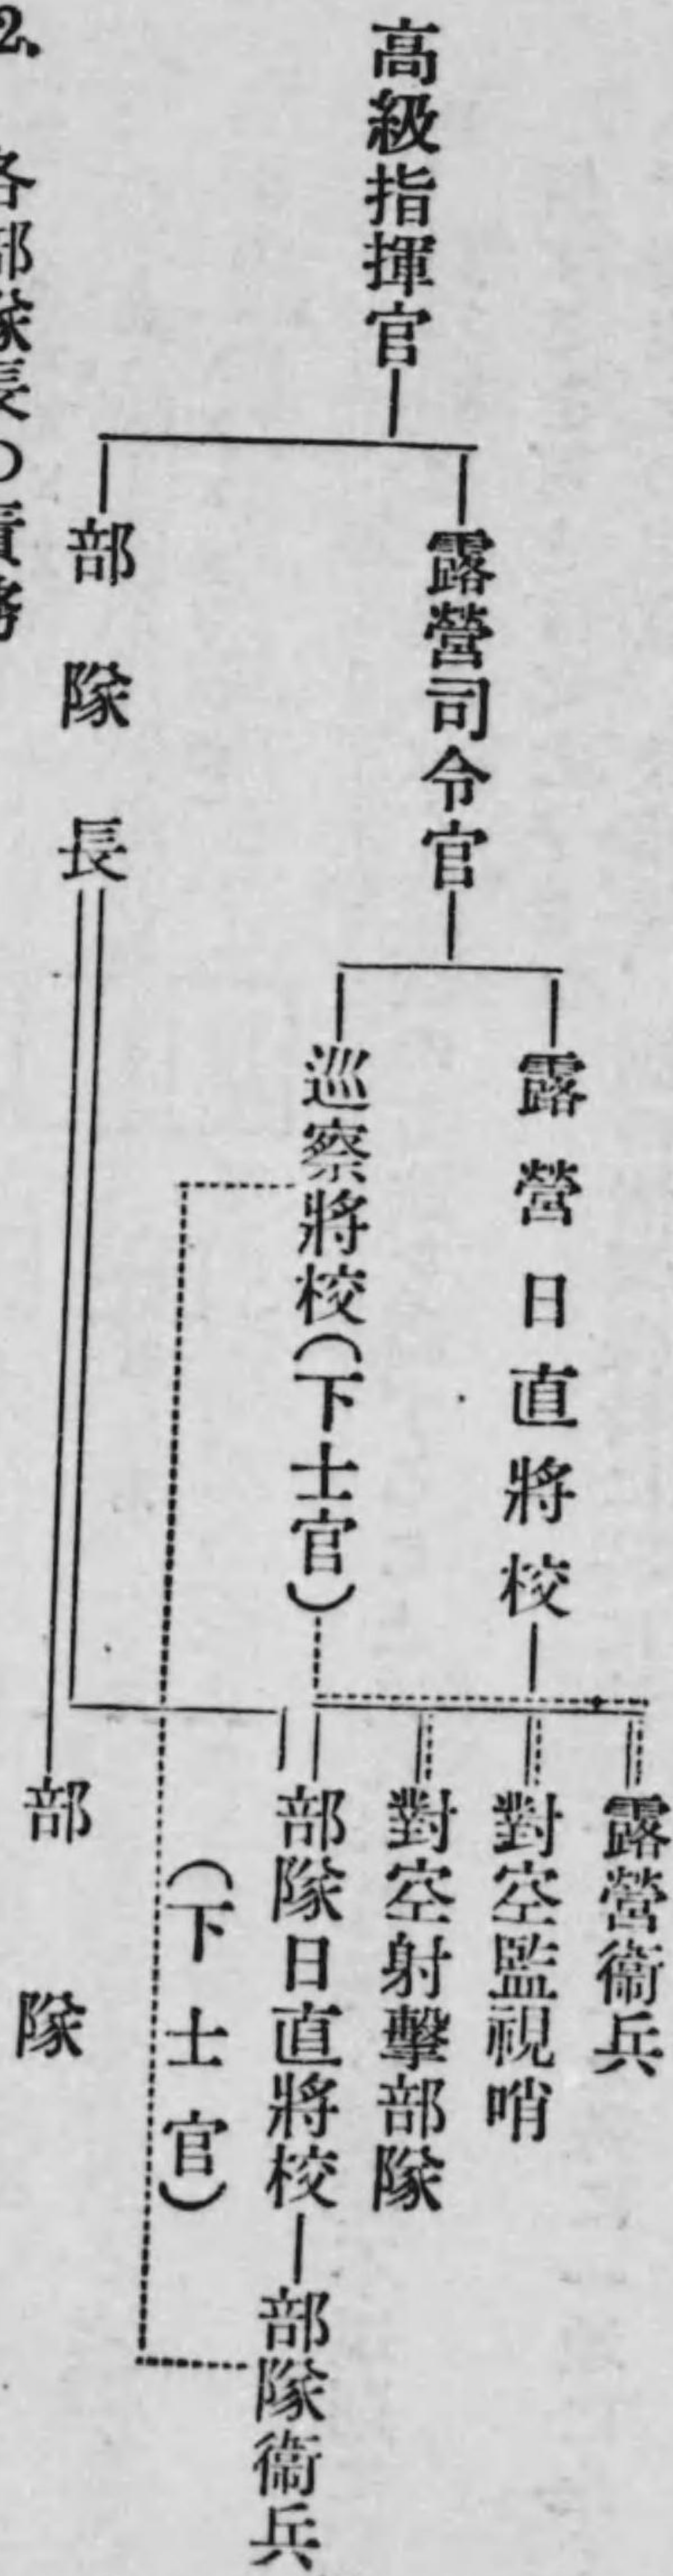 高級指揮官
露營司令官
部隊長
露營日直將校
巡察將校(下士官)
露營衞兵
對空監視哨
對空射擊部隊
部隊日直將校
(下士官)
部隊衞兵
部隊
2. 各部隊長の責務